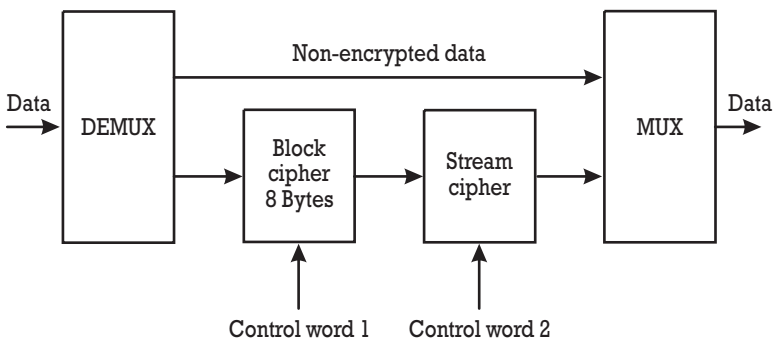 Non-encrypted data
Data
DEMUX
Block
cipher
8 Bytes
Stream
cipher
MUX
Data
Control word 1
Control word 2